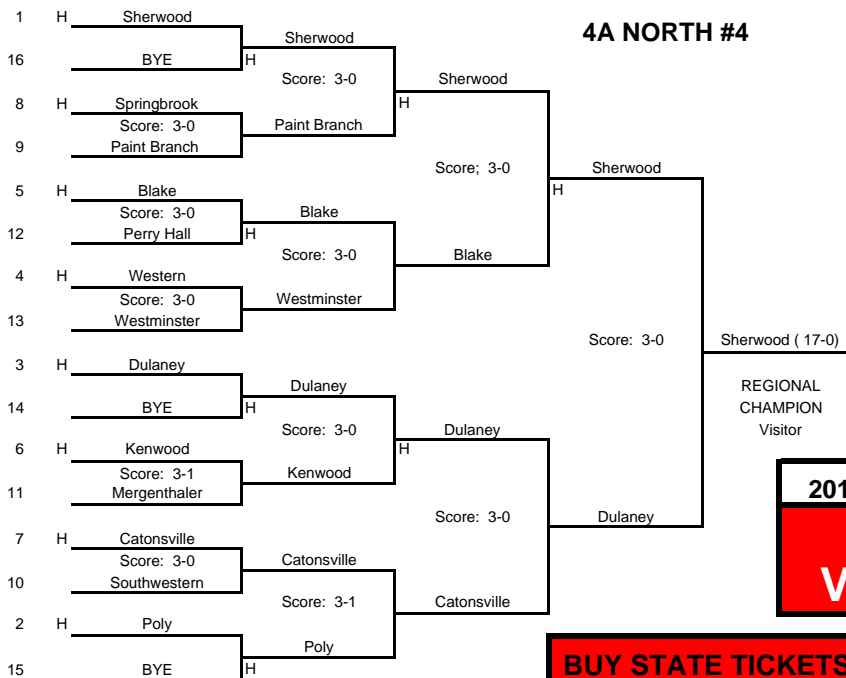 4A NORTH #4
1 H Sherwood
Sherwood
16 BYE H
Score: 3-0
Sherwood
8 H Springbrook
H
Score: 3-0
Paint Branch
9 Paint Branch
Score; 3-0
Sherwood
5 H Blake
H
Score: 3-0
Blake
12 Perry Hall H
Score: 3-0
Blake
4 H Western
Score: 3-0
Westminster
13 Westminster
Score: 3-0
Sherwood ( 17-0)
3 H Dulaney
Dulaney
REGIONAL
CHAMPION
Visitor
14 BYE H
Score: 3-0
Dulaney
6 H Kenwood
H
Score: 3-1
Kenwood
11 Mergenthaler
201
Score: 3-0
Dulaney
7 H Catonsville
Score: 3-0
Catonsville
10 Southwestern
V
Score: 3-1
Catonsville
2 H Poly
Poly
15 BYE H
BUY STATE TICKETS